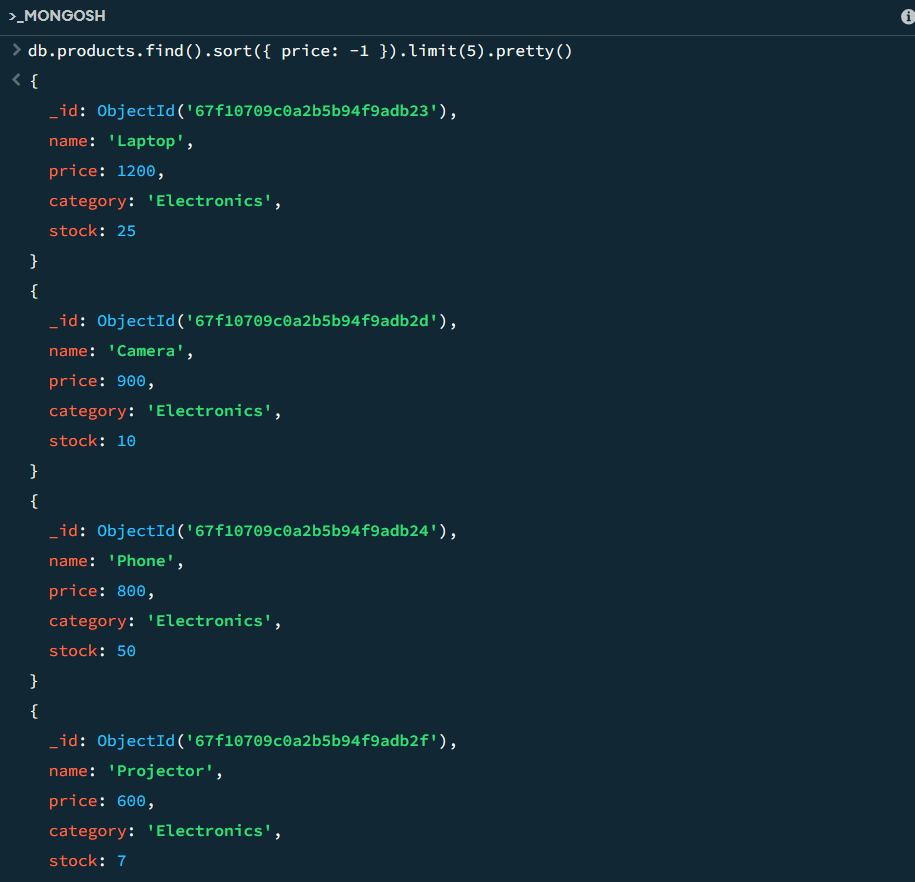 >_MONGOSH
> db.products.find().sort({ price: -1 }).limit(5).pretty()
< {
    _id: ObjectId('67f10709c0a2b5b94f9adb23'),
    name: 'Laptop',
    price: 1200,
    category: 'Electronics',
    stock: 25
  }
  {
    _id: ObjectId('67f10709c0a2b5b94f9adb2d'),
    name: 'Camera',
    price: 900,
    category: 'Electronics',
    stock: 10
  }
  {
    _id: ObjectId('67f10709c0a2b5b94f9adb24'),
    name: 'Phone',
    price: 800,
    category: 'Electronics',
    stock: 50
  }
  {
    _id: ObjectId('67f10709c0a2b5b94f9adb2f'),
    name: 'Projector',
    price: 600,
    category: 'Electronics',
    stock: 7